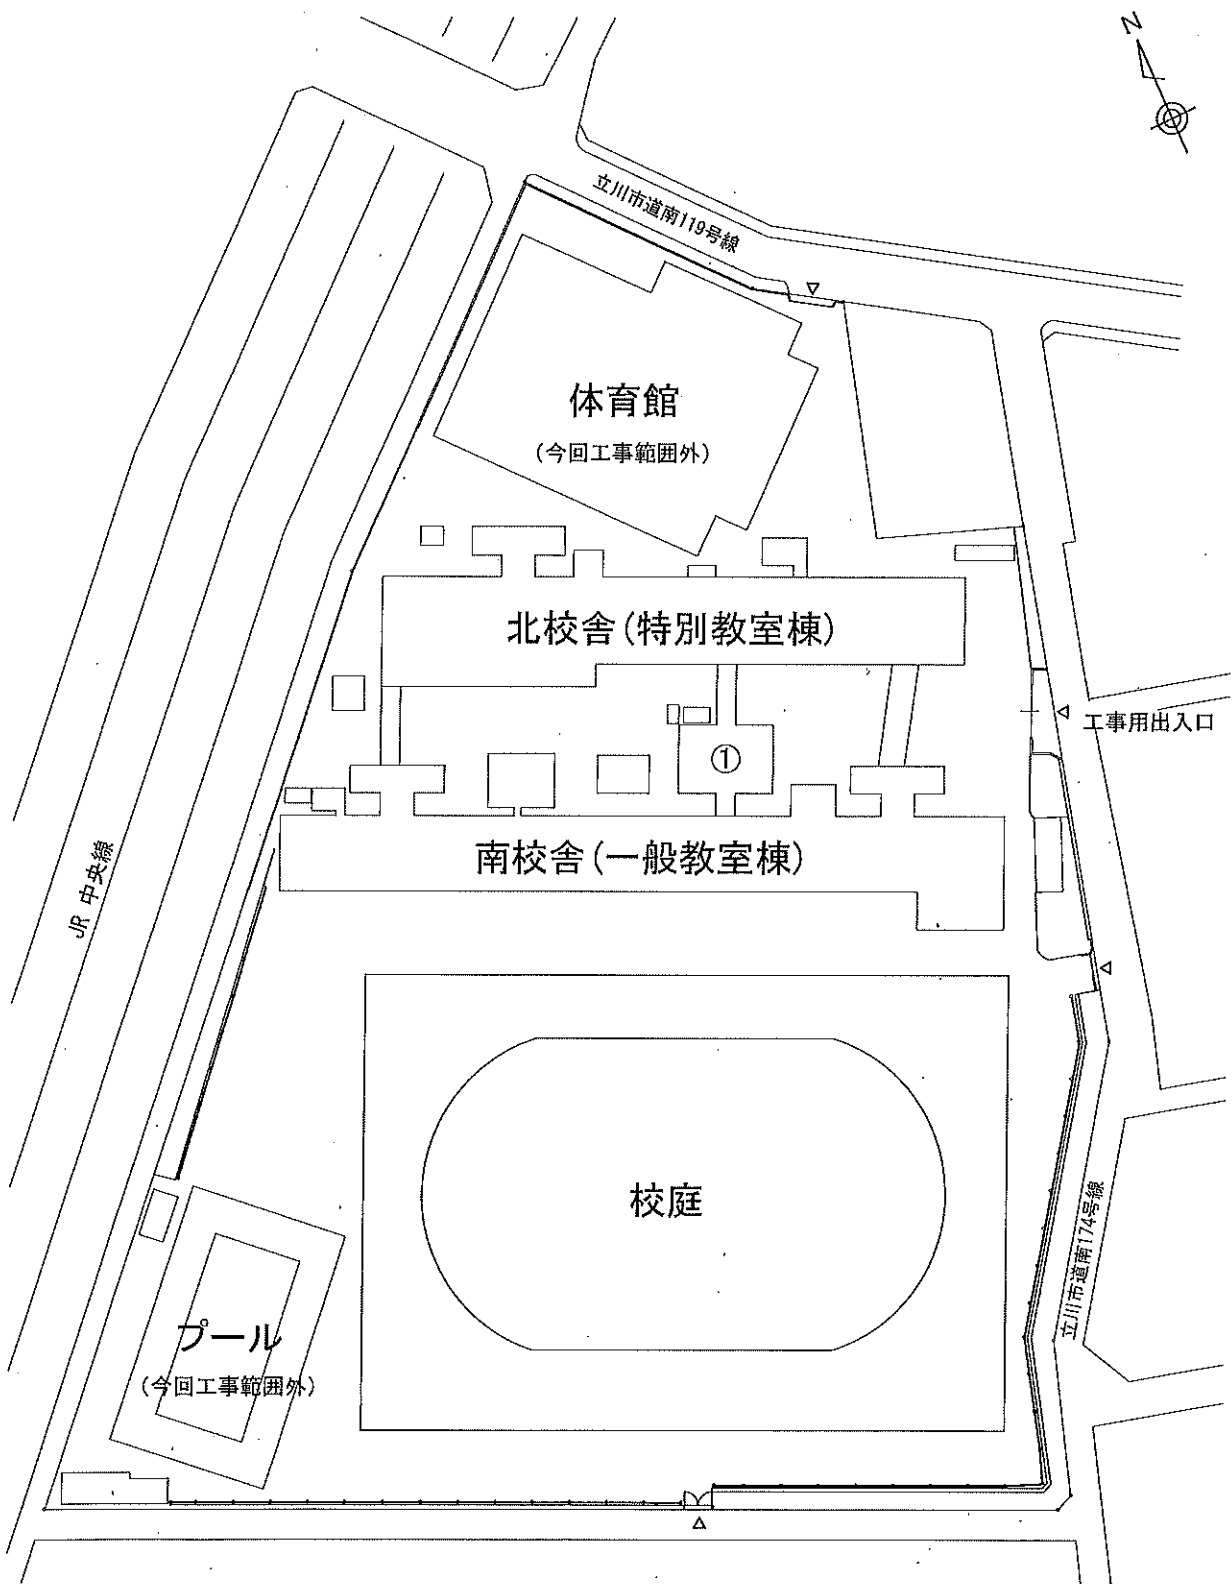 N
立川市道南119号線
体育館
(今回工事範囲外)
北校舎(特別教室棟)
工事用出入口
①
南校舎(一般教室棟)
JR 中央線
校庭
立川市道南174号線
プール
(今回工事範囲外)